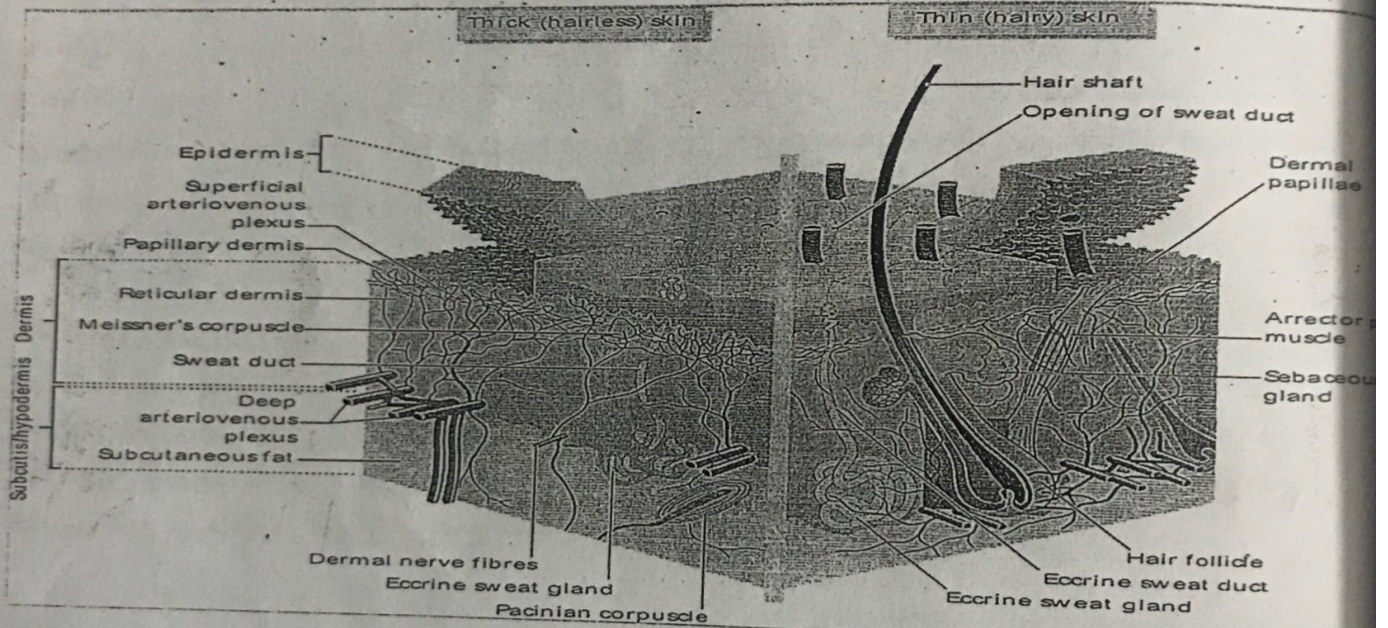 Thick (hairless) skin
Thin (hairy) skin
Hair shaft
Opening of sweat duct
Epidermis
Dermal
papillae
Superficial
arteriovenous
plexus
Papillary dermis
Reticular dermis
Meissner's corpuscle
Sweat duct
Deep
arteriovenous
plexus
Subcutaneous fat
Dermis
Subcutis/hypodermis
Arrector
muscle
gland
Dermal nerve fibres
Eccrine sweat gland
Pacinian corpuscle
Hair follicle
Eccrine sweat duct
Eccrine sweat gland